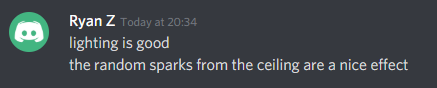 Ryan Z Today at 20:34
lighting is good
the random sparks from the ceiling are a nice effect